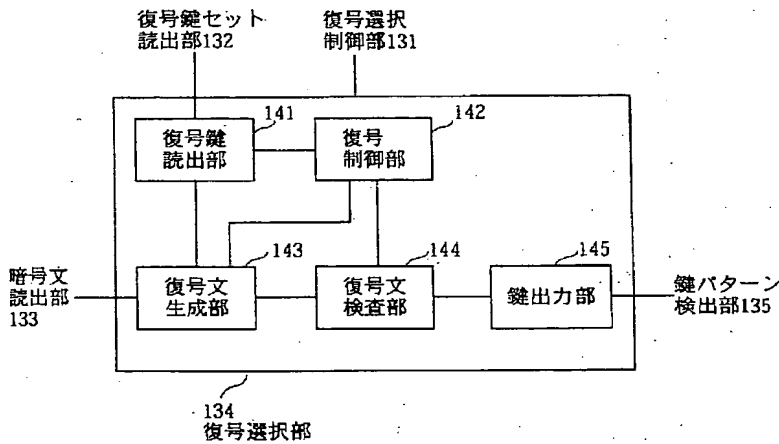 復号鍵セット
読出部132
復号選択
制御部131
141
復号鍵
読出部
142
復号
制御部
143
復号文
生成部
144
復号文
検査部
145
鍵出力部
暗号文
読出部
133
鍵パターン
検出部135
134
復号選択部